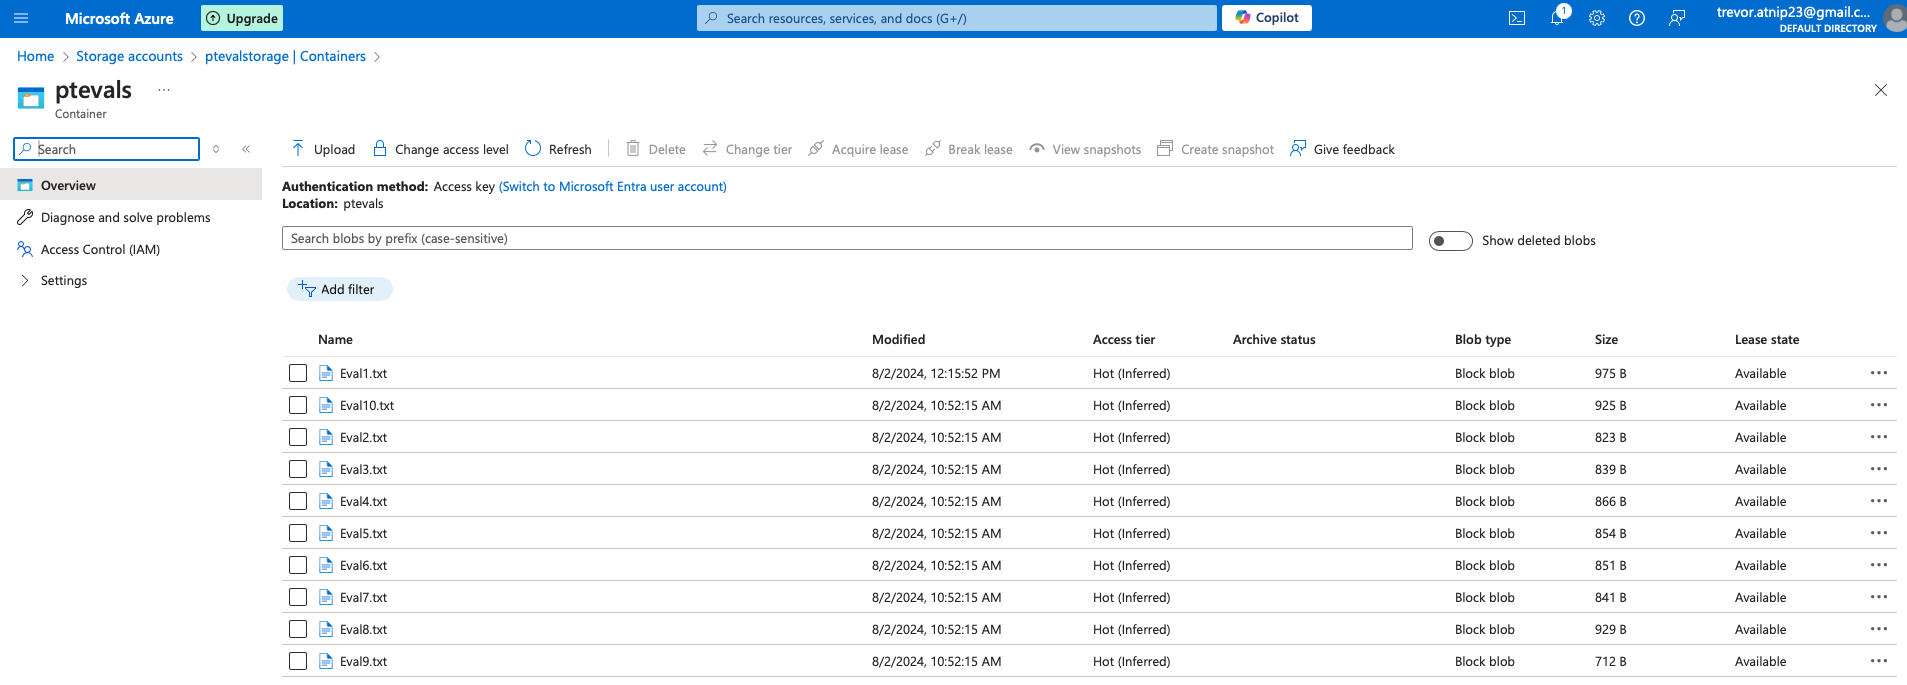 Microsoft Azure
Upgrade
Search resources, services, and docs (G+/)
Copilot
1
trevor.atnip23@gmail.c...
DEFAULT DIRECTORY
Home > Storage accounts > ptevalstorage | Containers >
ptevals ...
Container
Search
Overview
Diagnose and solve problems
Access Control (IAM)
Settings
Upload Change access level Refresh Delete Change tier Acquire lease Break lease View snapshots Create snapshot Give feedback
Authentication method: Access key (Switch to Microsoft Entra user account)
Location: ptevals
Search blobs by prefix (case-sensitive)
Show deleted blobs
Add filter
Name Modified Access tier Archive status Blob type Size Lease state
Eval1.txt 8/2/2024, 12:15:52 PM Hot (Inferred) Block blob 975 B Available
Eval10.txt 8/2/2024, 10:52:15 AM Hot (Inferred) Block blob 925 B Available
Eval2.txt 8/2/2024, 10:52:15 AM Hot (Inferred) Block blob 823 B Available
Eval3.txt 8/2/2024, 10:52:15 AM Hot (Inferred) Block blob 839 B Available
Eval4.txt 8/2/2024, 10:52:15 AM Hot (Inferred) Block blob 866 B Available
Eval5.txt 8/2/2024, 10:52:15 AM Hot (Inferred) Block blob 854 B Available
Eval6.txt 8/2/2024, 10:52:15 AM Hot (Inferred) Block blob 851 B Available
Eval7.txt 8/2/2024, 10:52:15 AM Hot (Inferred) Block blob 841 B Available
Eval8.txt 8/2/2024, 10:52:15 AM Hot (Inferred) Block blob 929 B Available
Eval9.txt 8/2/2024, 10:52:15 AM Hot (Inferred) Block blob 712 B Available